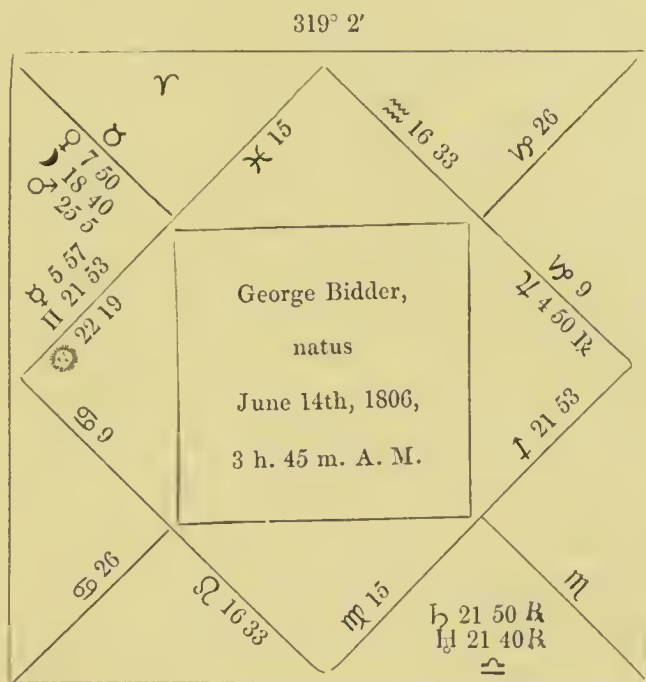 319° 2′
♈
♉
♀ 7 50
☽ 18 40
♂ 25 5
☿ 5 57
♊ 21 53
☉ 22 19
♓ 15
♒ 16 33
♑ 26
♑ 9
♃ 4 50 ℞
♐ 21 53
George Bidder,
natus
June 14th, 1806,
3 h. 45 m. A. M.
♋ 9
♋ 26
♌ 16 33
♍ 15
♏
♄ 21 50 ℞
♅ 21 40 ℞
♎